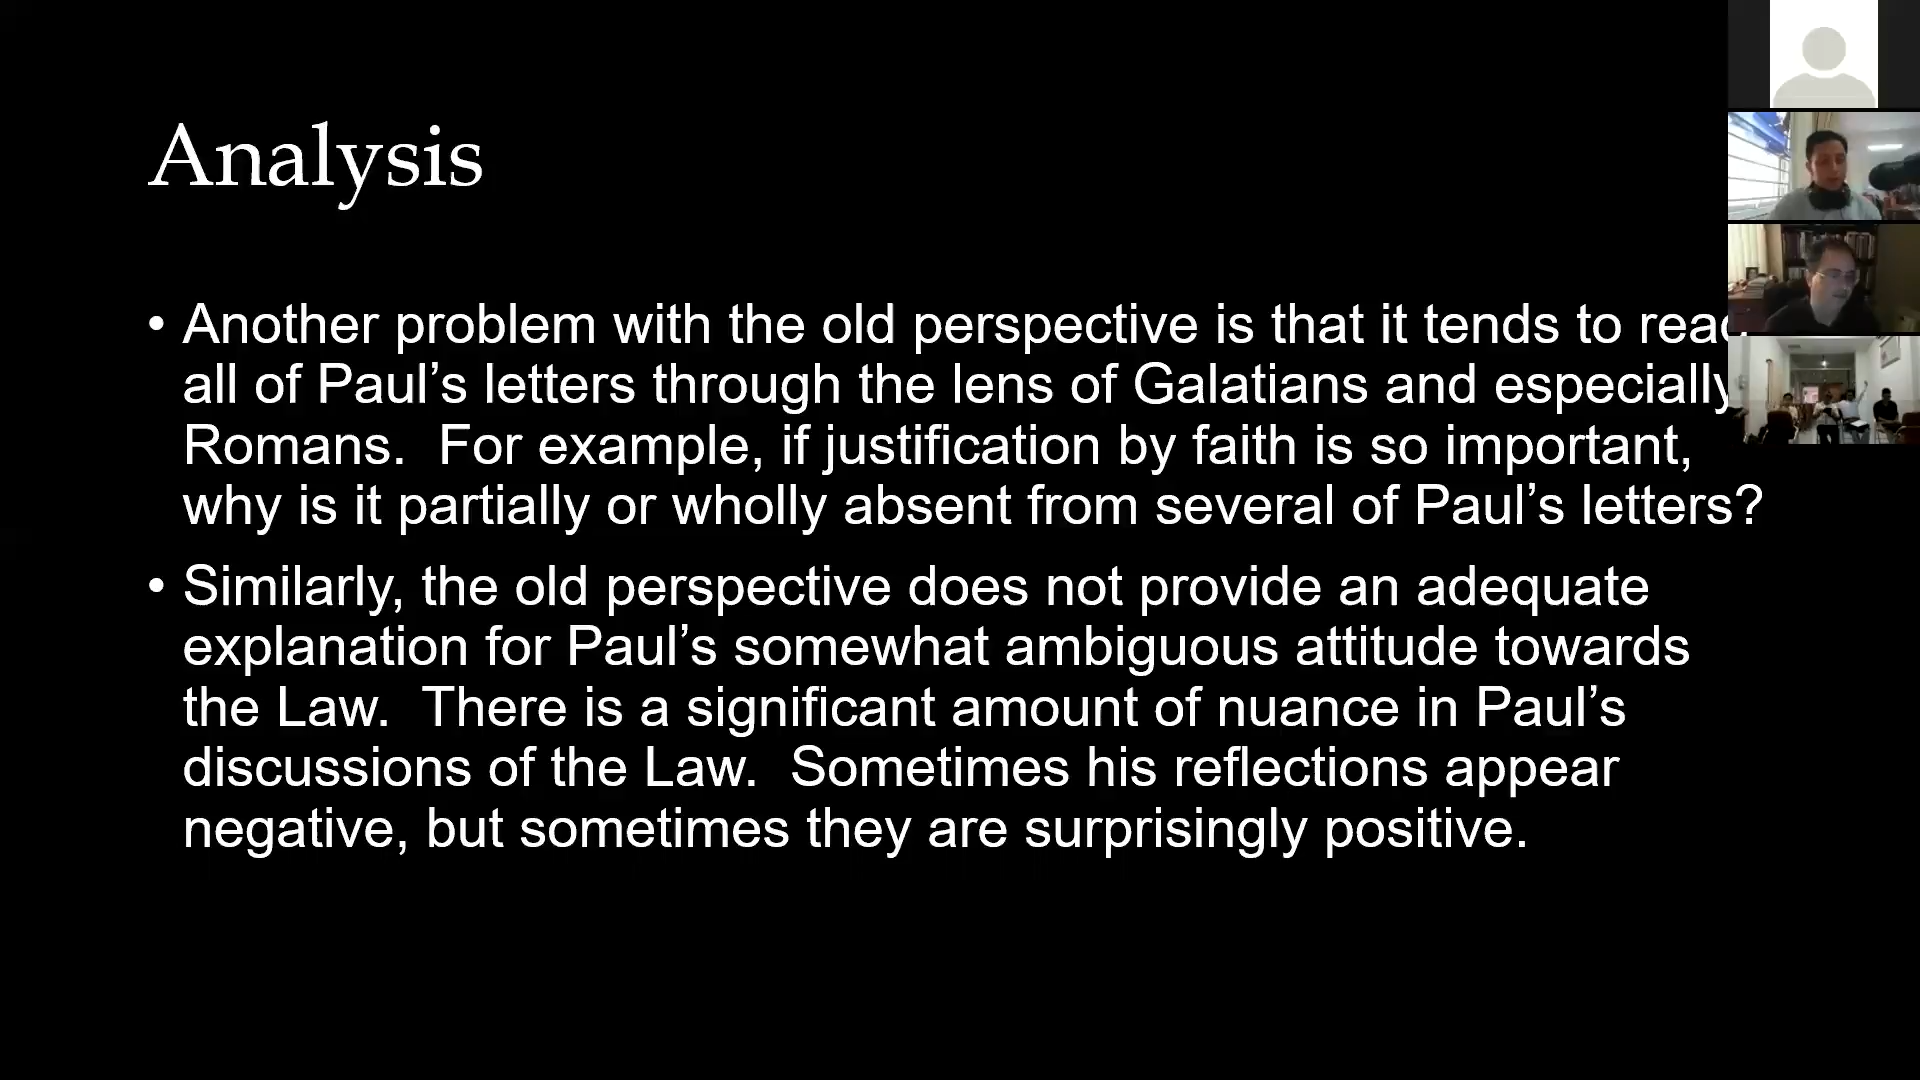 Analysis
• Another problem with the old perspective is that it tends to read
all of Paul’s letters through the lens of Galatians and especially
Romans.  For example, if justification by faith is so important,
why is it partially or wholly absent from several of Paul’s letters?
• Similarly, the old perspective does not provide an adequate
explanation for Paul’s somewhat ambiguous attitude towards
the Law.  There is a significant amount of nuance in Paul’s
discussions of the Law.  Sometimes his reflections appear
negative, but sometimes they are surprisingly positive.